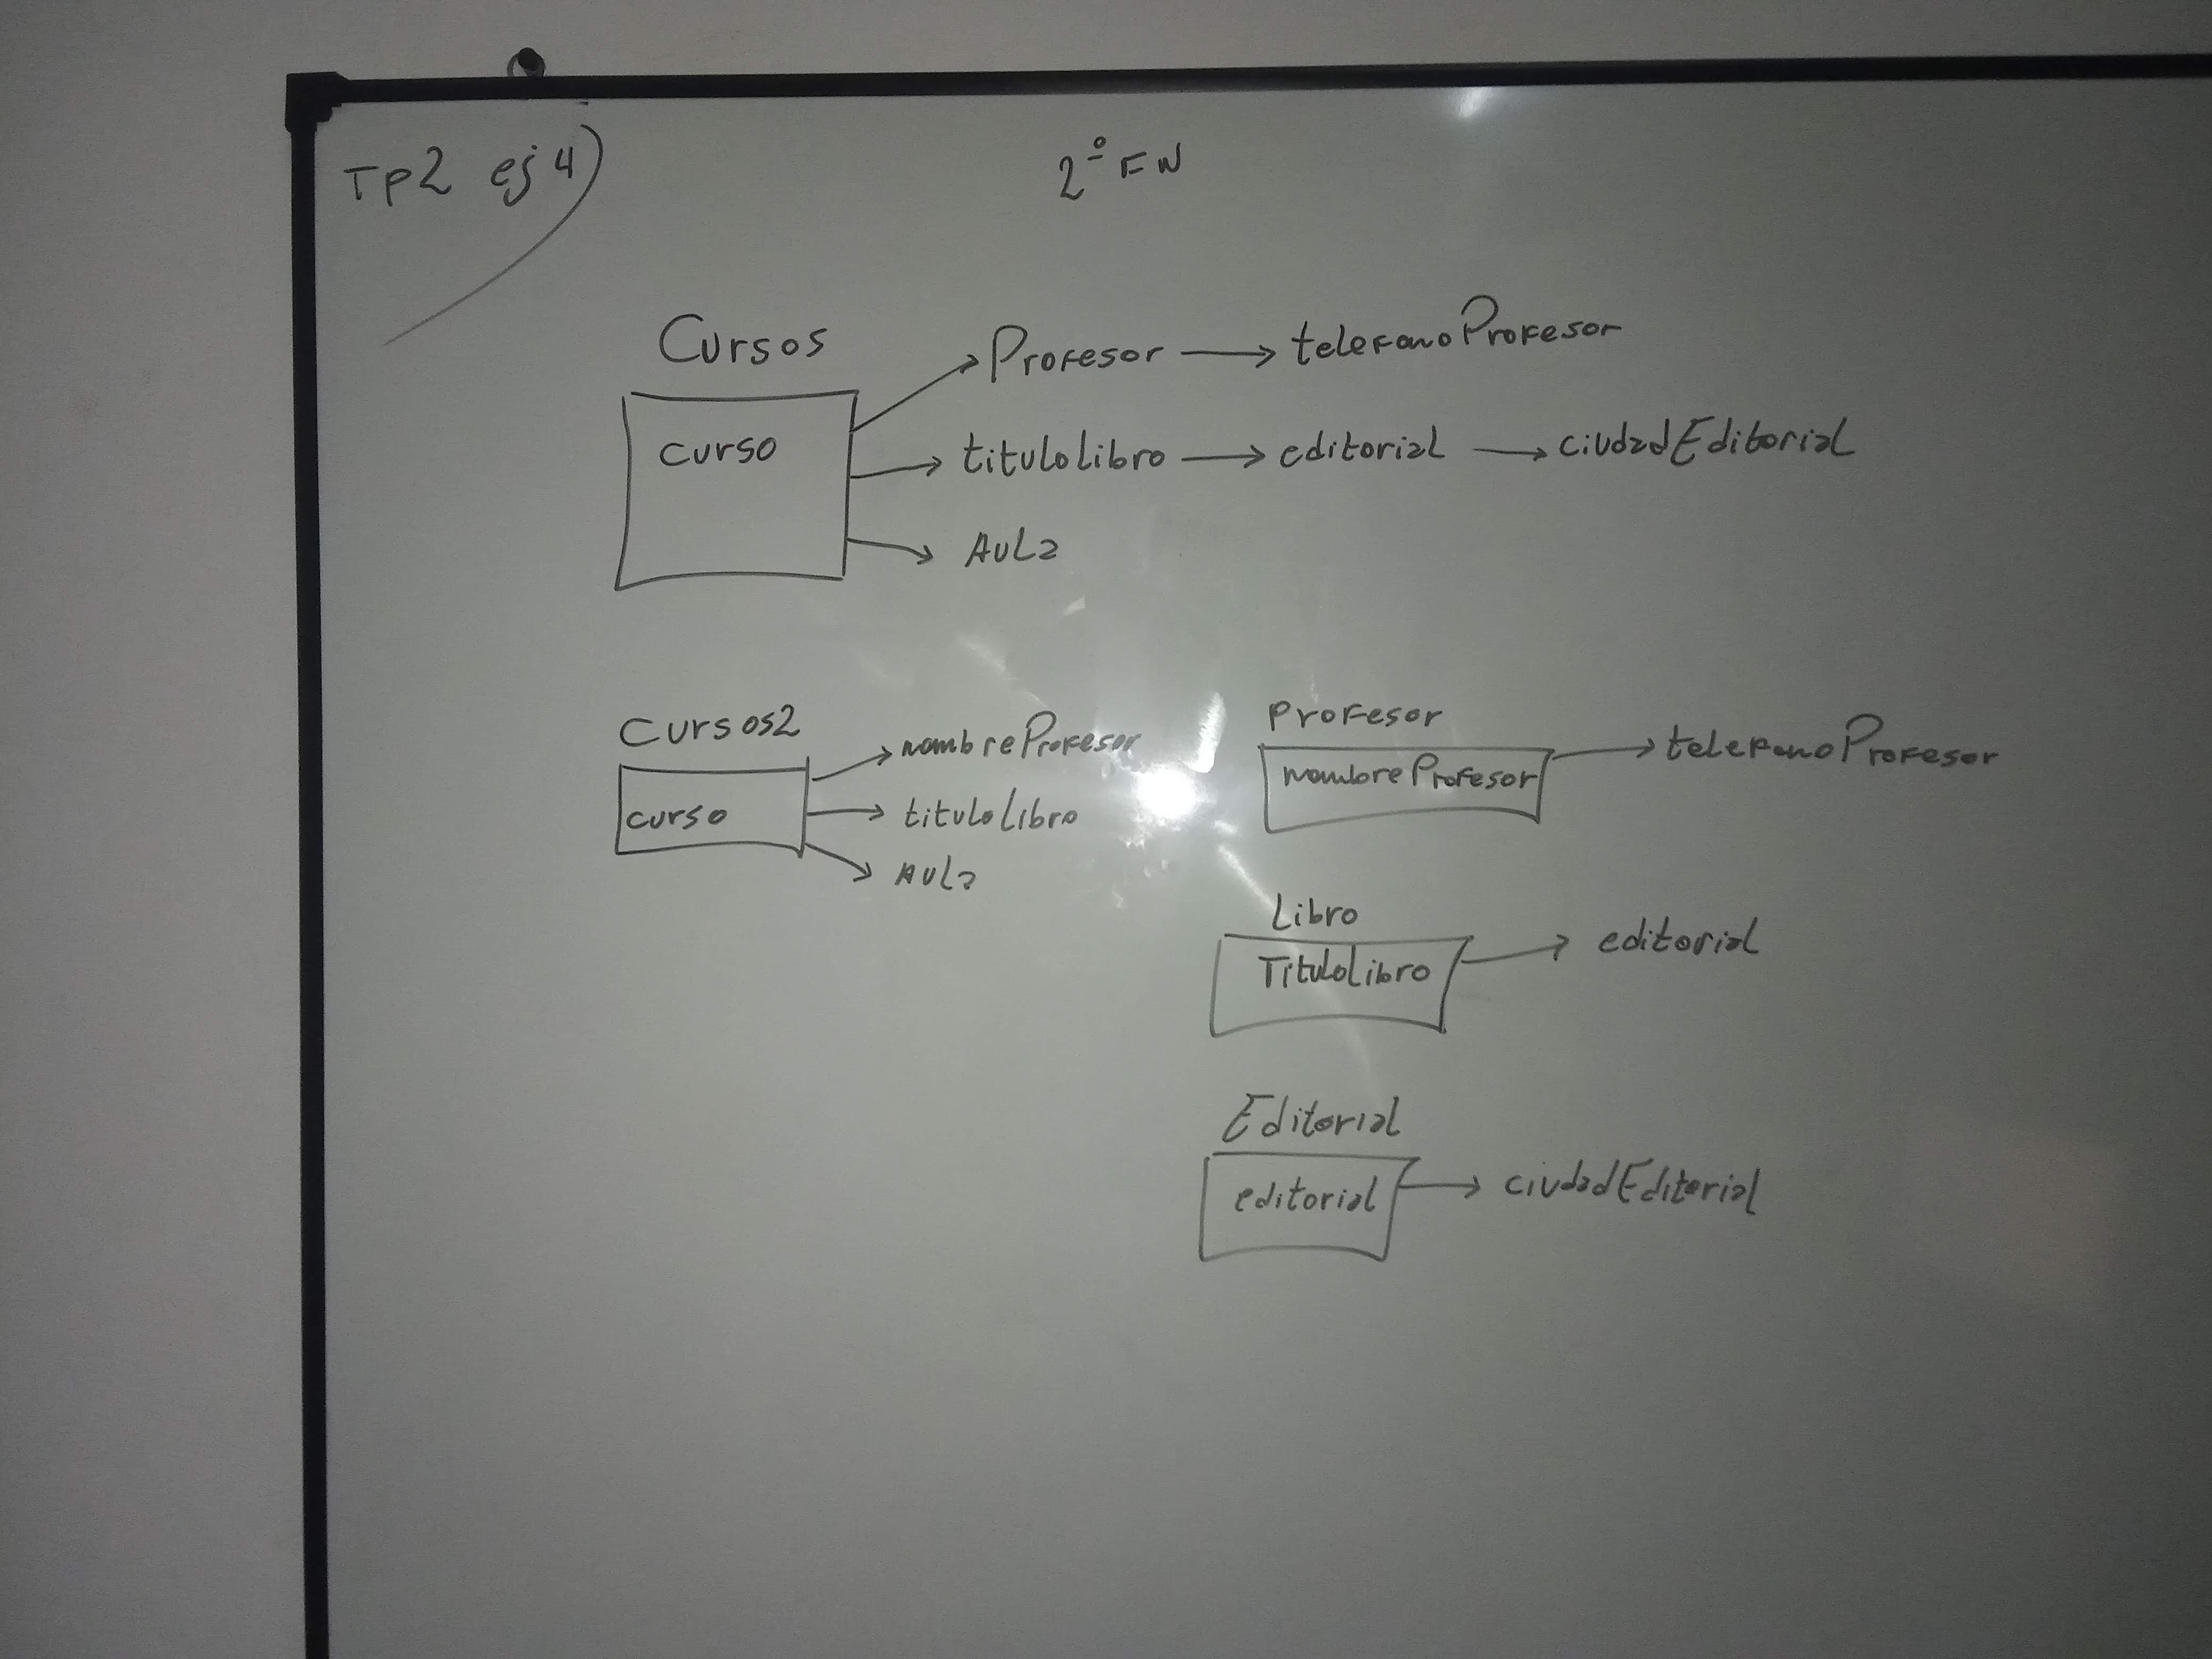 TP2 ej 4)
2º FN
Cursos
Profesor → telefonoProfesor
curso
titulolibro → editorial → ciudadEditorial
Aula
Cursos2
nombreProfesor
curso
titulolibro
Aula
Profesor
nombreProfesor → telefonoProfesor
Libro
TituloLibro → editorial
Editorial
editorial → ciudadEditorial